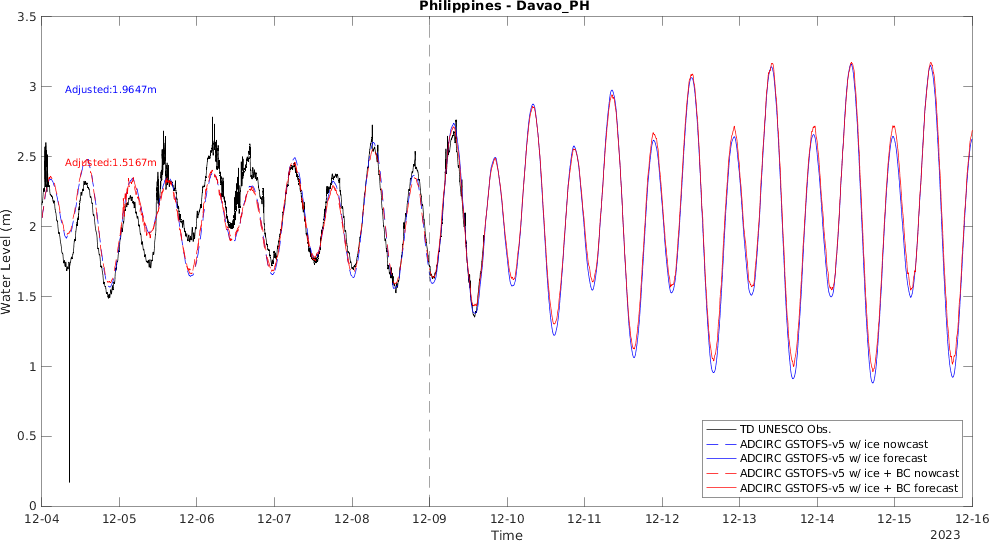 Philippines - Davao_PH
3.5
3
2.5
2
1.5
1
0.5
0
Water Level (m)
Adjusted:1.9647m
Adjusted:1.5167m
TD UNESCO Obs.
ADCIRC GSTOFS-v5 w/ ice nowcast
ADCIRC GSTOFS-v5 w/ ice forecast
ADCIRC GSTOFS-v5 w/ ice + BC nowcast
ADCIRC GSTOFS-v5 w/ ice + BC forecast
12-04 12-05 12-06 12-07 12-08 12-09 12-10 12-11 12-12 12-13 12-14 12-15 12-16
Time
2023